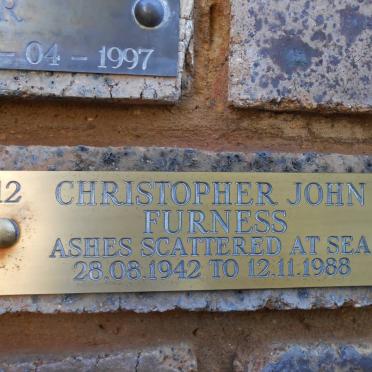 R
-04-1997
12
CHRISTOPHER JOHN
FURNESS
ASHES SCATTERED AT SEA
28.08.1942 TO 12.11.1988